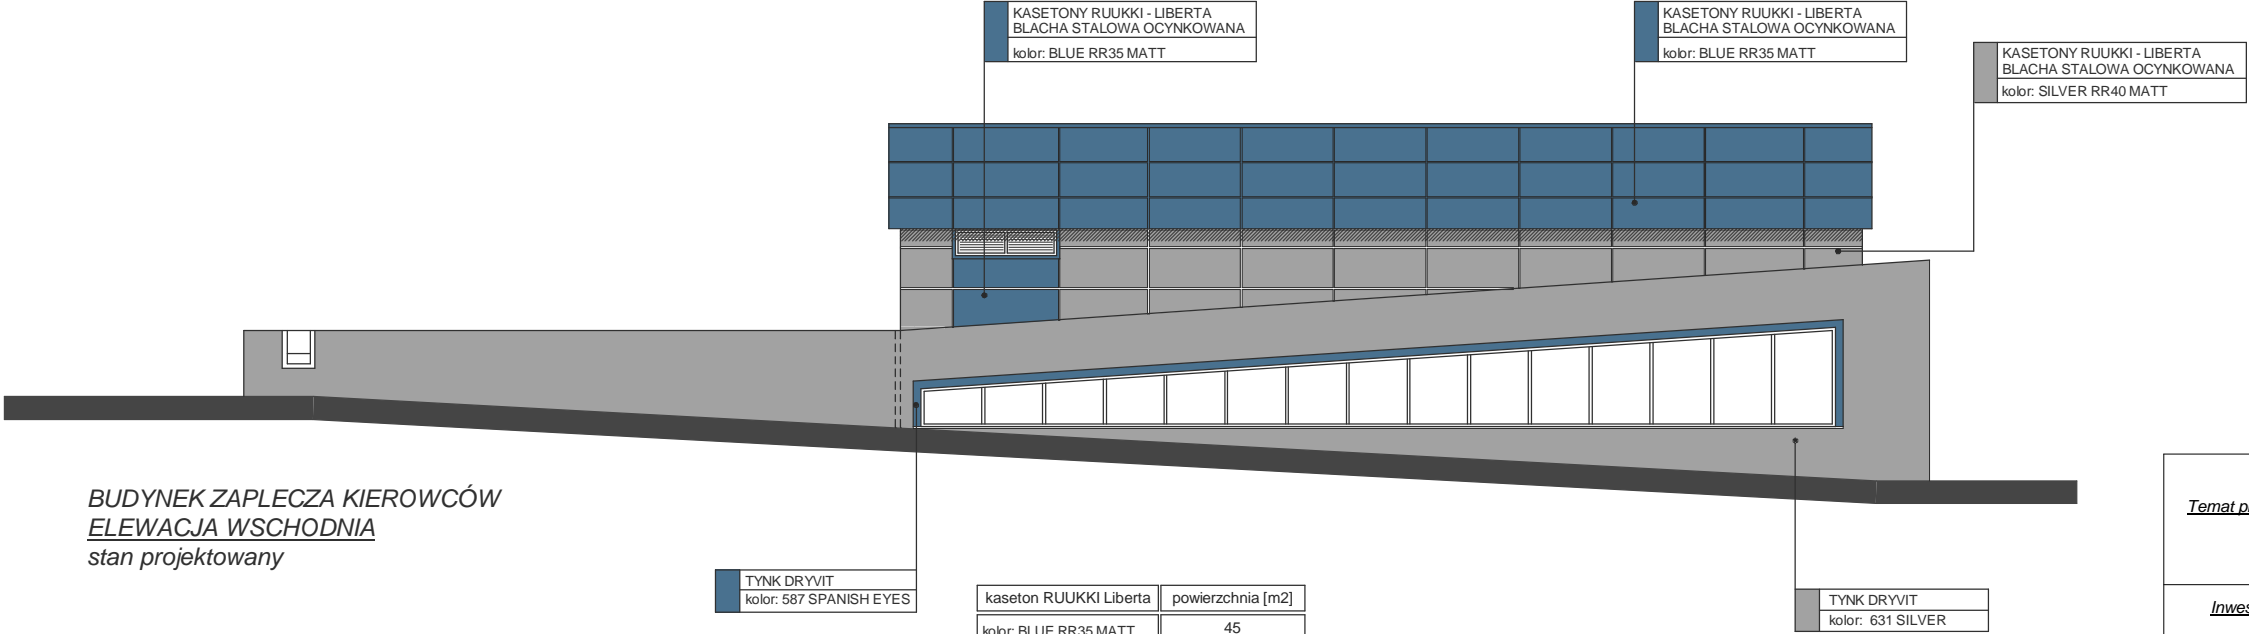 KASETONY RUUKKI - LIBERTA
BLACHA STALOWA OCYNKOWANA
kolor: BLUE RR35 MATT
KASETONY RUUKKI - LIBERTA
BLACHA STALOWA OCYNKOWANA
kolor: BLUE RR35 MATT
KASETONY RUUKKI - LIBERTA
BLACHA STALOWA OCYNKOWANA
kolor: SILVER RR40 MATT
BUDYNEK ZAPLECZA KIEROWCÓW
ELEWACJA WSCHODNIA
stan projektowany
TYNK DRYVIT
kolor: 587 SPANISH EYES
kaseton RUUKKI Liberta powierzchnia [m2]
kolor: BLUE RR35 MATT 45
TYNK DRYVIT
kolor: 631 SILVER
Temat